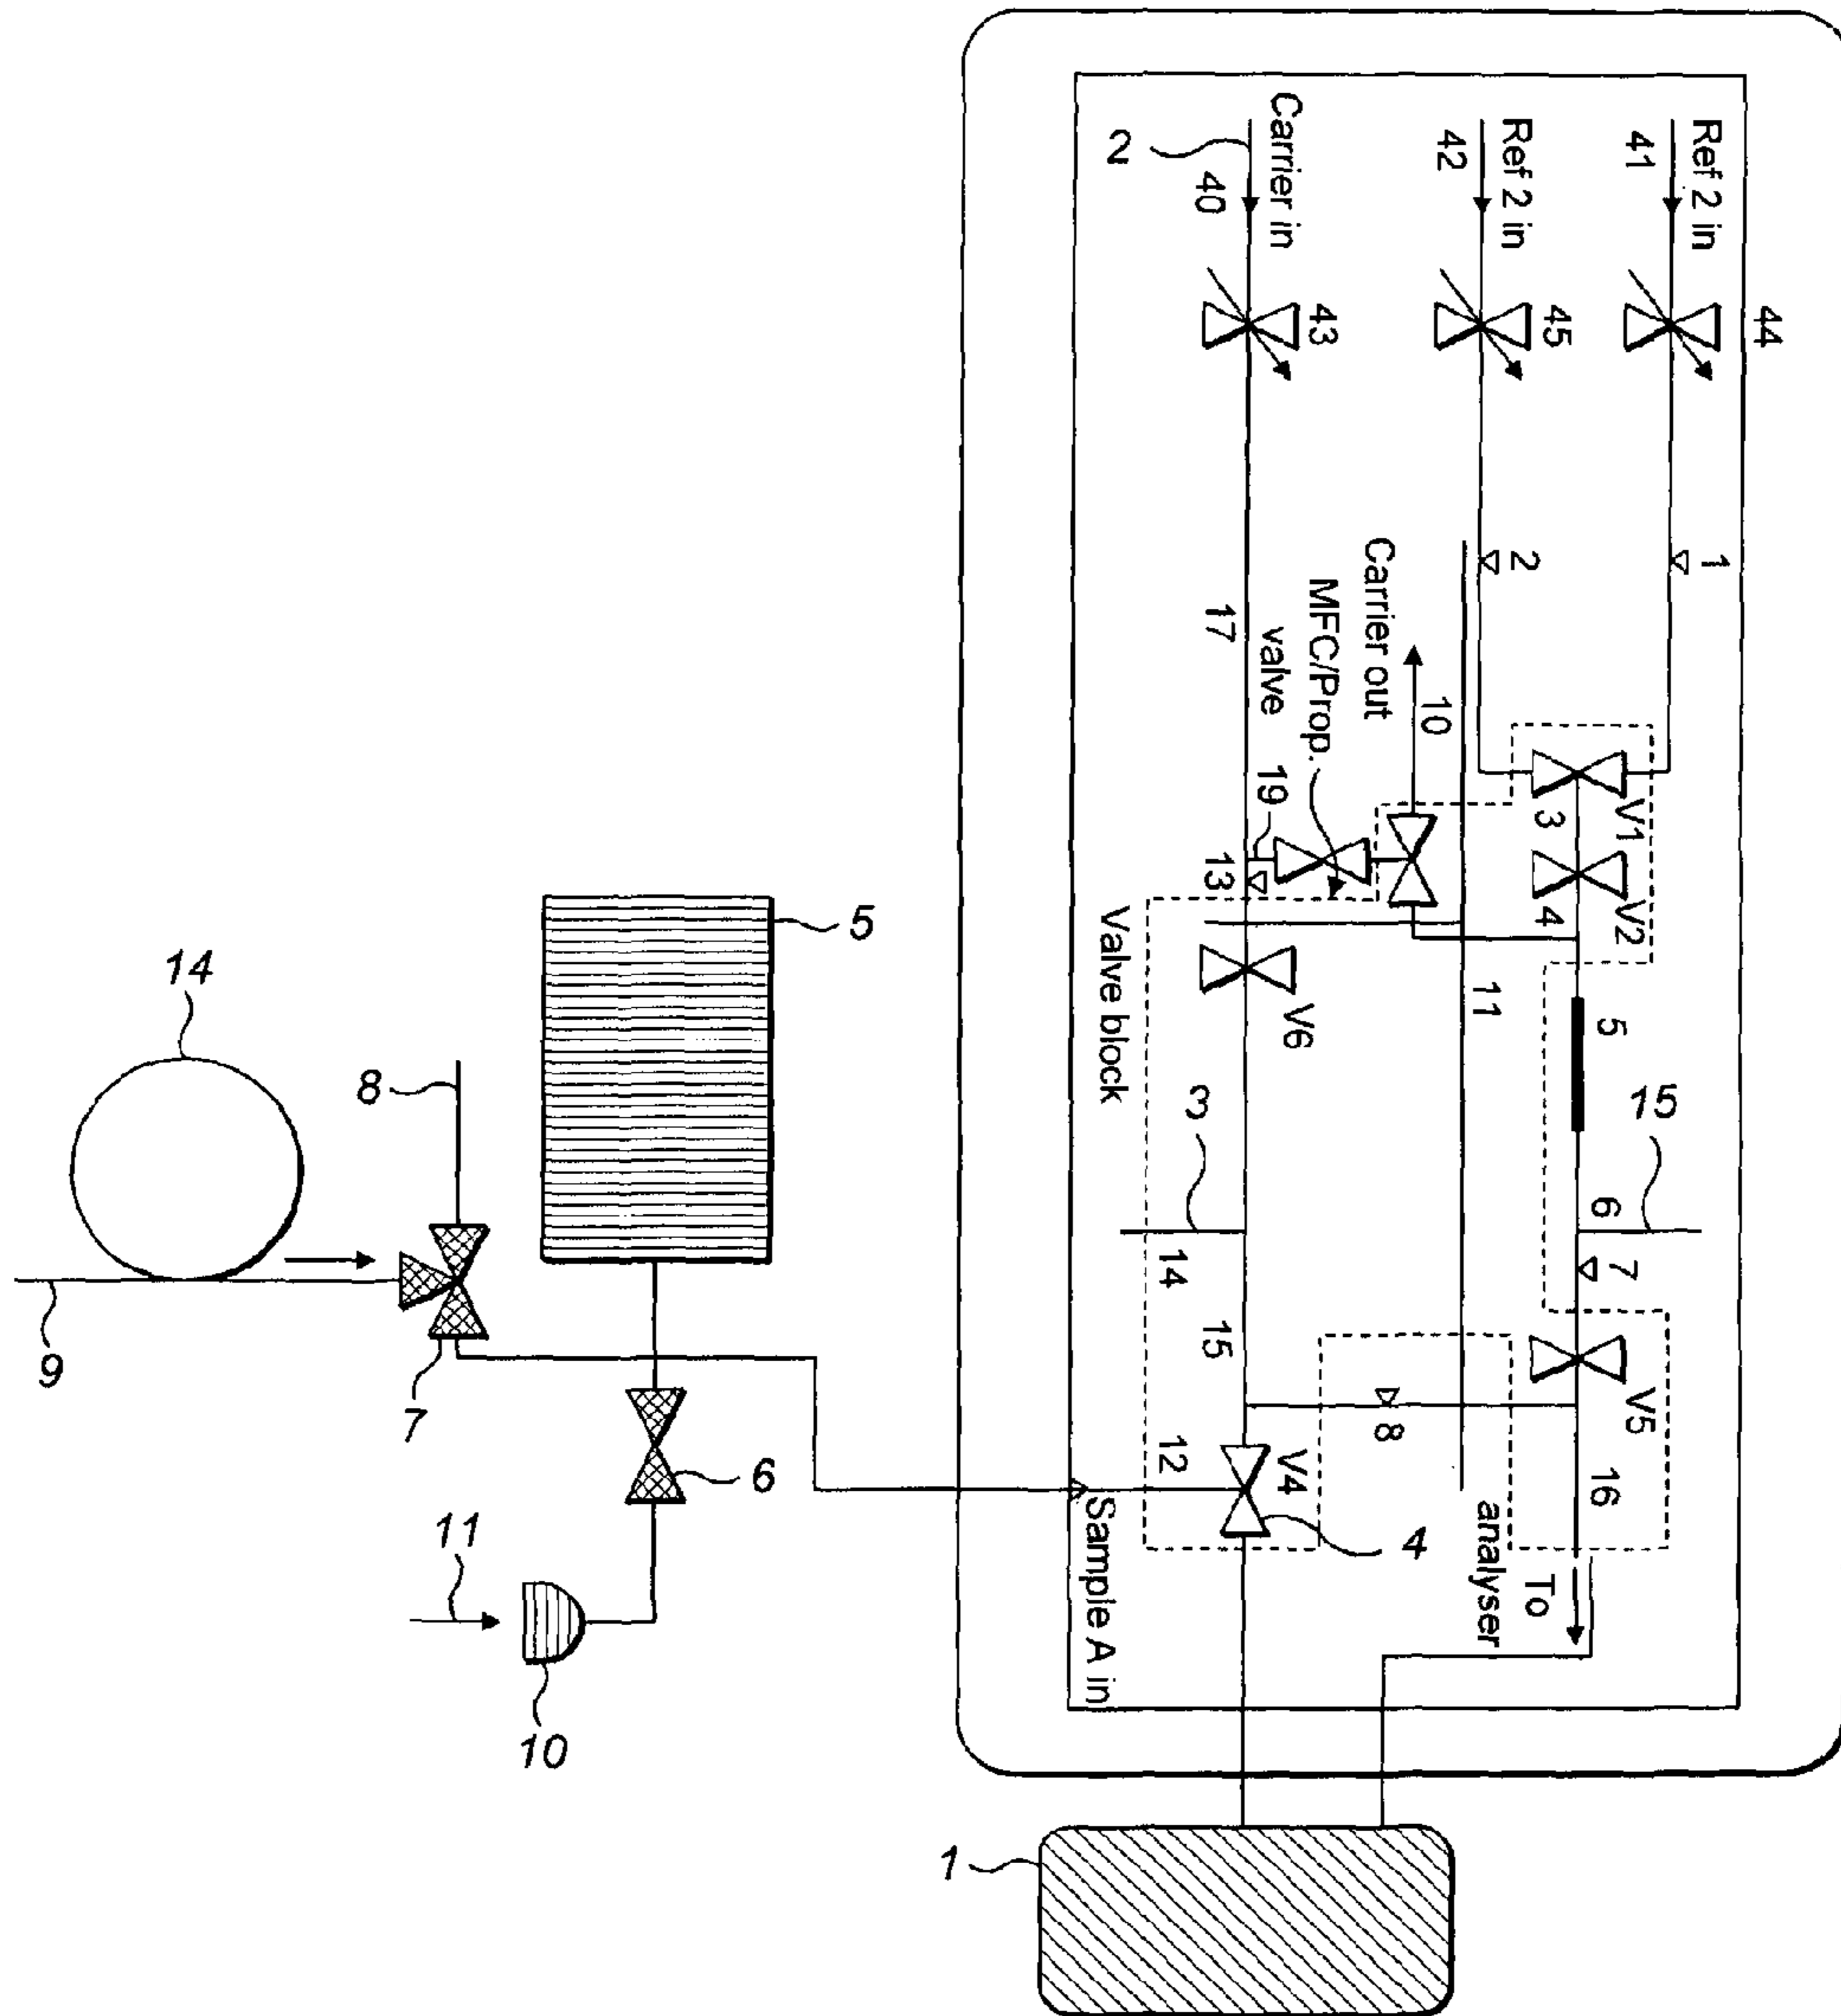 Ref 2 in
41
44
Ref 2 in
42
45
Carrier in
2
40
43
1
2
17
Carrier out
10
MFC/Prop.
valve
19
13
V1
3
V2
4
11
5
15
6
7
V5
16
To
analyser
8
Valve block
V6
3
14
15
12
V4
4
Sample A in
5
14
8
9
7
6
11
10
1